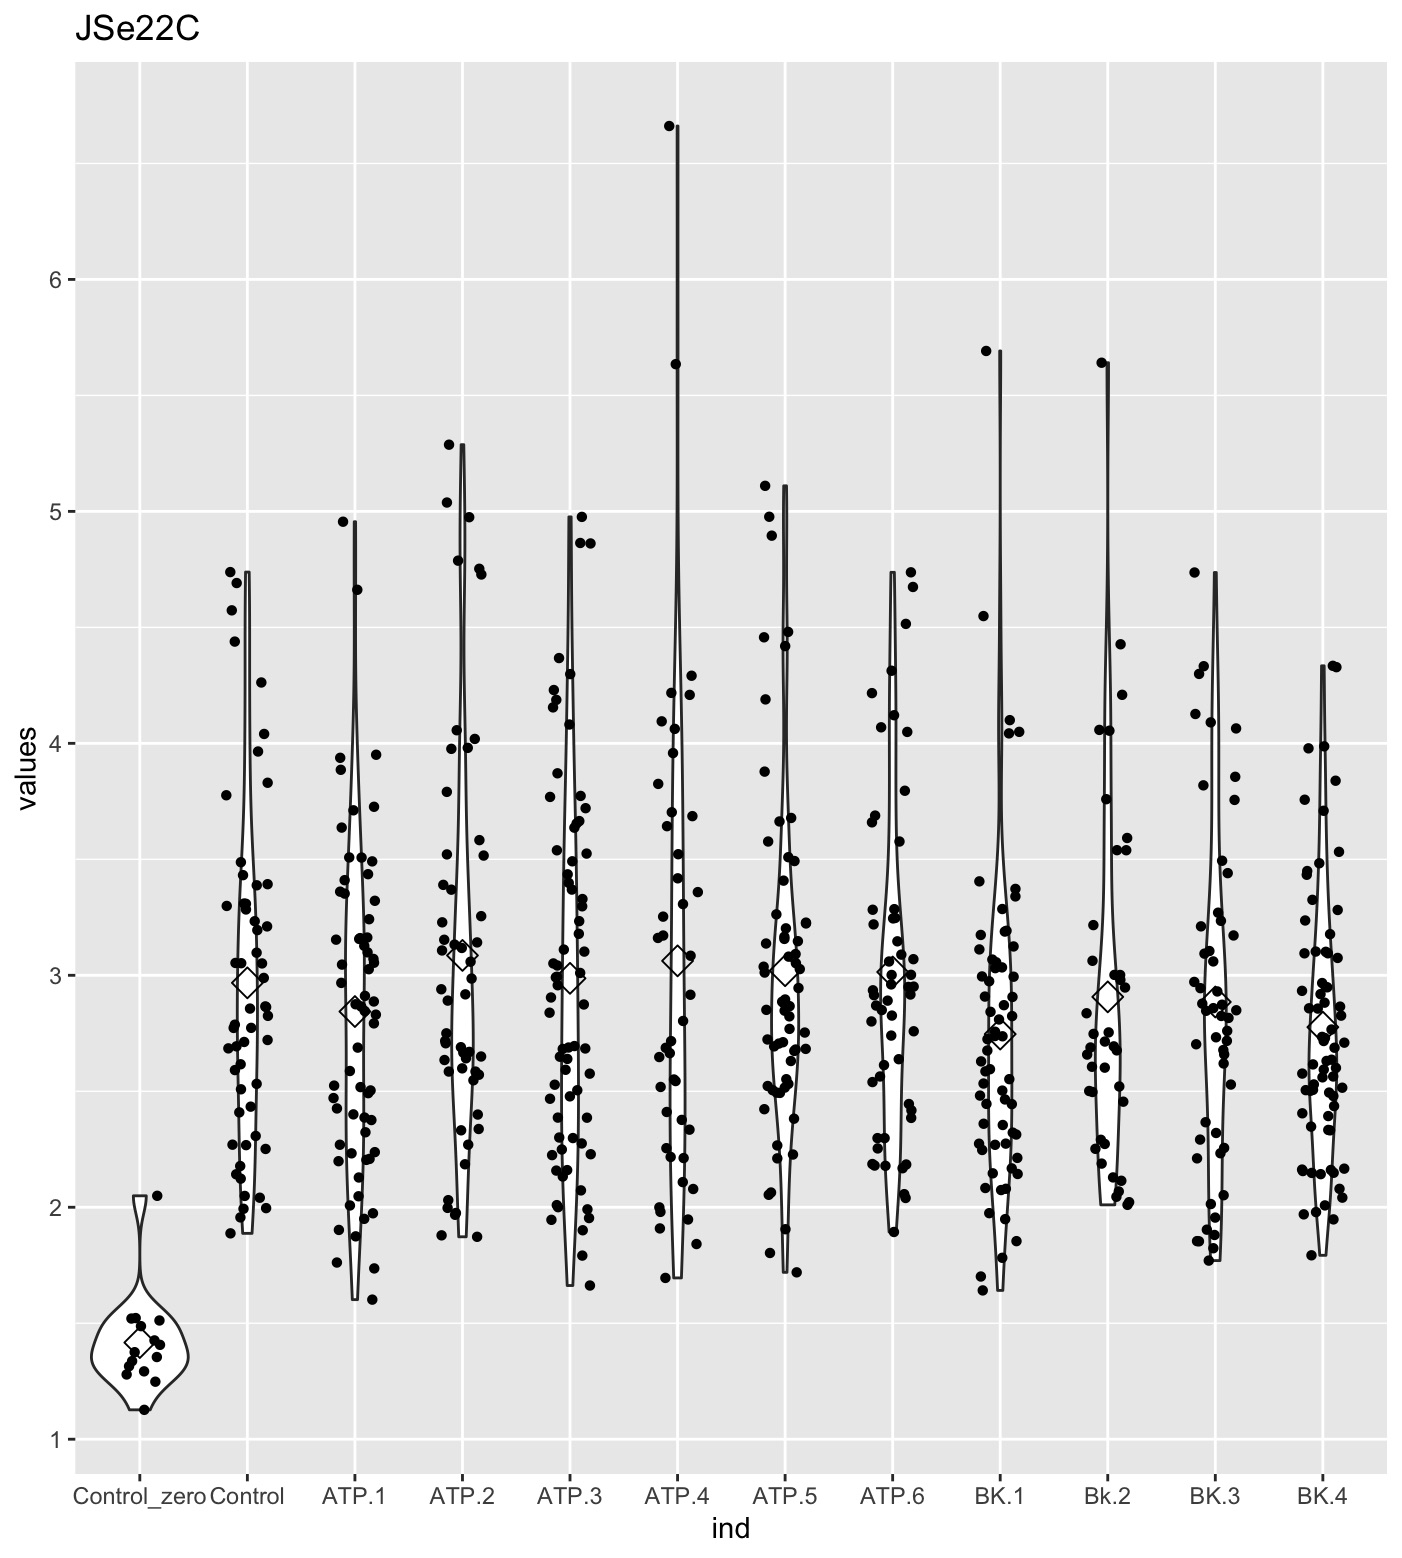 JSe22C
values
6
5
4
3
2
1
Control_zero Control ATP.1 ATP.2 ATP.3 ATP.4 ATP.5 ATP.6 BK.1 Bk.2 BK.3 BK.4
ind